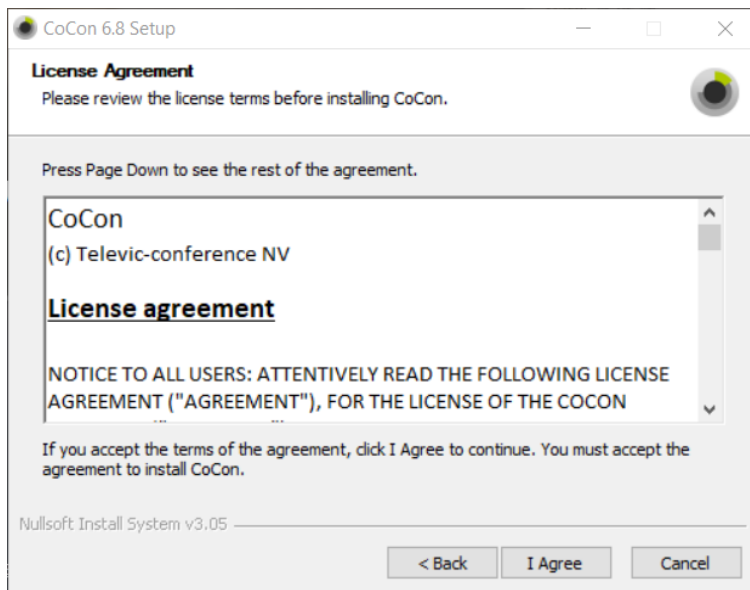 CoCon 6.8 Setup
License Agreement
Please review the license terms before installing CoCon.
Press Page Down to see the rest of the agreement.
CoCon
(c) Televic-conference NV
License agreement
NOTICE TO ALL USERS: ATTENTIVELY READ THE FOLLOWING LICENSE
AGREEMENT ("AGREEMENT"), FOR THE LICENSE OF THE COCON
If you accept the terms of the agreement, click I Agree to continue. You must accept the
agreement to install CoCon.
Nullsoft Install System v3.05
< Back
I Agree
Cancel